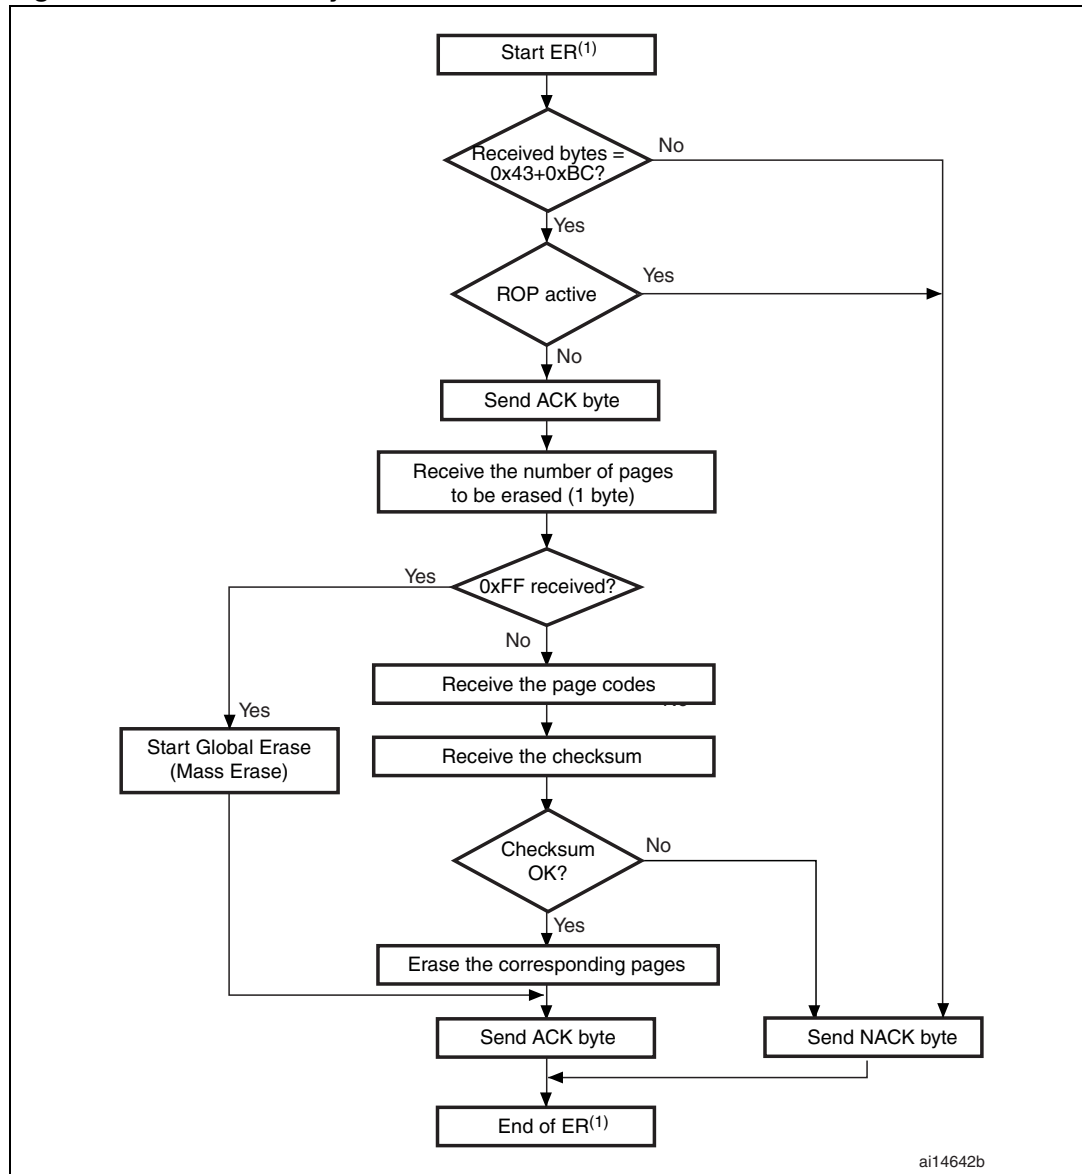 Start ER(1)
Received bytes =
0x43+0xBC?
No
Yes
ROP active
Yes
No
Send ACK byte
Receive the number of pages
to be erased (1 byte)
Yes
0xFF received?
No
Receive the page codes
Yes
Start Global Erase
(Mass Erase)
Receive the checksum
Checksum
OK?
No
Yes
Erase the corresponding pages
Send ACK byte
Send NACK byte
End of ER(1)
ai14642b